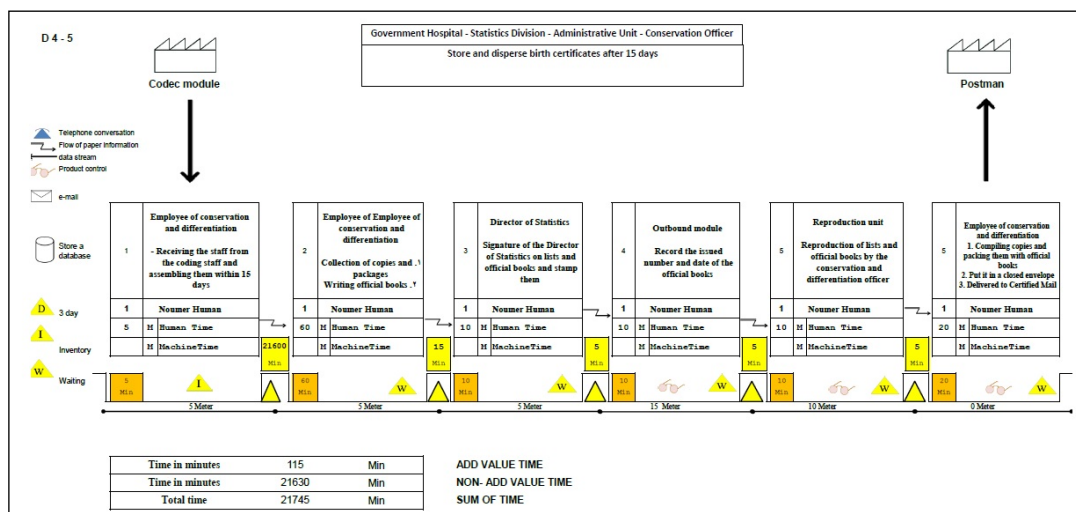 D 4 - 5
Government Hospital - Statistics Division - Administrative Unit - Conservation Officer
Store and disperse birth certificates after 15 days
Codec module
Postman
Telephone conversation
Flow of paper information
data stream
Product control
e-mail
Store a
database
D
3 day
I
Inventory
W
Waiting
1
Employee of conservation
and differentiation
- Receiving the staff from
the coding staff and
assembling them within 15
days
1
Noumer Human
5
M
Human Time
M
MachineTime
21600
Min
5
Min
I
5 Meter
2
Employee of Employee of
conservation and
differentiation
Collection of copies and .١
packages
Writing official books .٢
1
Noumer Human
60
M
Human Time
M
MachineTime
15
Min
60
Min
W
5 Meter
3
Director of Statistics
Signature of the Director
of Statistics on lists and
official books and stamp
them
1
Noumer Human
10
M
Human Time
M
MachineTime
5
Min
10
Min
W
5 Meter
4
Outbound module
Record the issued
number and date of the
official books
1
Noumer Human
10
M
Human Time
M
MachineTime
5
Min
10
Min
W
15 Meter
5
Reproduction unit
Reproduction of lists and
official books by the
conservation and
differentiation officer
1
Noumer Human
10
M
Human Time
M
MachineTime
5
Min
10
Min
W
10 Meter
5
Employee of conservation
and differentiation
1. Compiling copies and
packing them with official
books
2. Put it in a closed envelope
3. Delivered to Certified Mail
1
Noumer Human
20
M
Human Time
M
MachineTime
20
Min
W
0 Meter
Time in minutes 115 Min ADD VALUE TIME
Time in minutes 21630 Min NON- ADD VALUE TIME
Total time 21745 Min SUM OF TIME